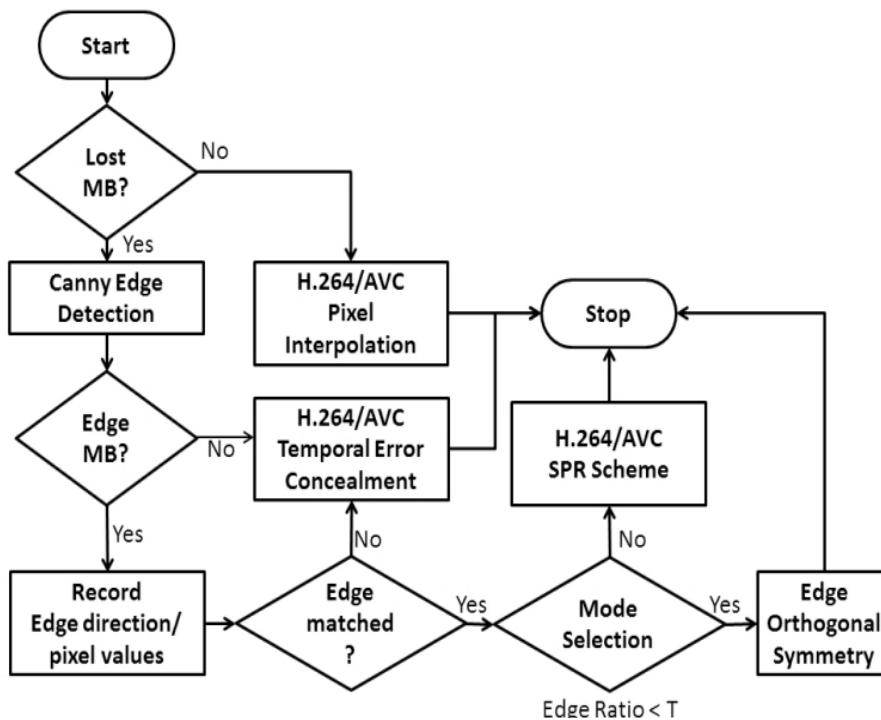 Start
Lost
MB?
No
Yes
Canny Edge
Detection
H.264/AVC
Pixel
Interpolation
Stop
Edge
MB?
No
H.264/AVC
Temporal Error
Concealment
H.264/AVC
SPR Scheme
Yes
No
No
Record
Edge direction/
pixel values
Edge
matched
?
Yes
Mode
Selection
Yes
Edge
Orthogonal
Symmetry
Edge Ratio < T